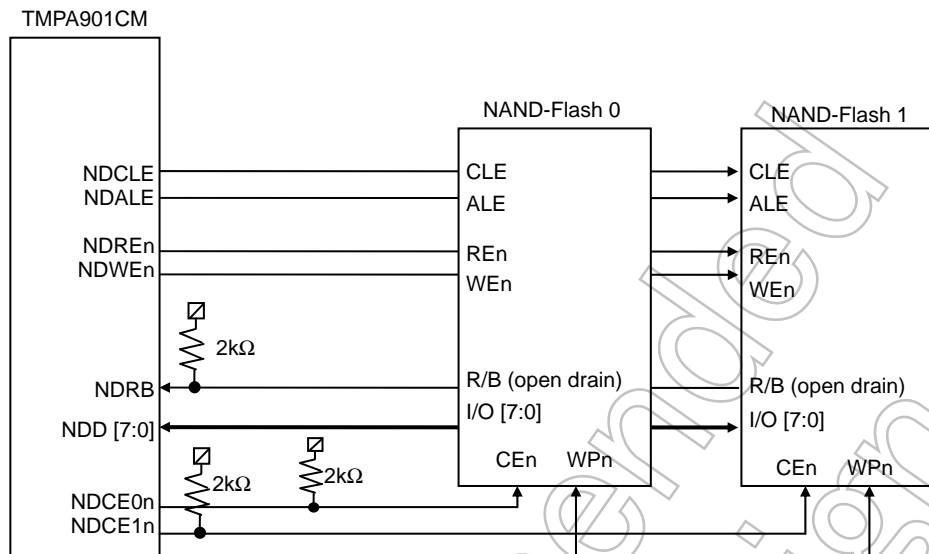 TMPA901CM
NAND-Flash 0
NAND-Flash 1
NDCLE
CLE
CLE
NDALE
ALE
ALE
NDREn
REn
REn
NDWEn
WEn
WEn
2kΩ
NDRB
R/B (open drain)
R/B (open drain)
NDD [7:0]
I/O [7:0]
I/O [7:0]
CEn
WPn
CEn
WPn
2kΩ
2kΩ
NDCE0n
NDCE1n